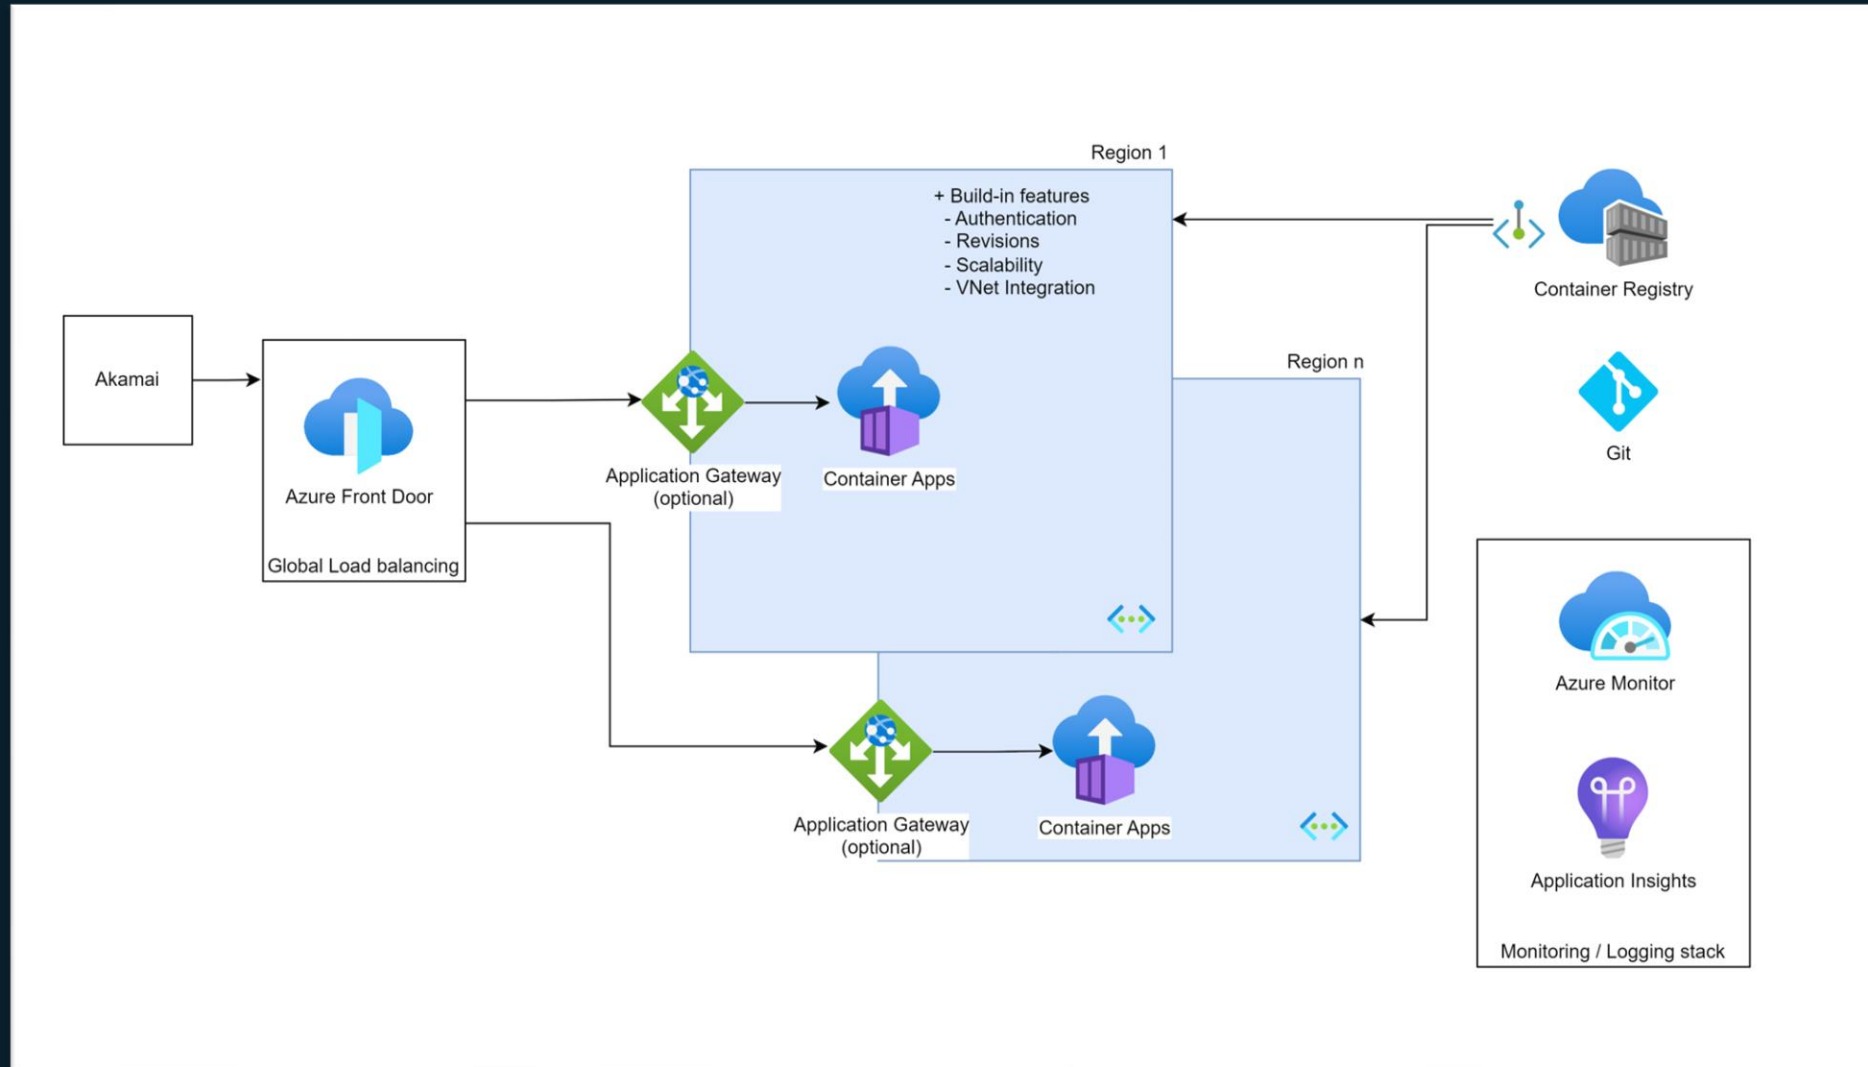 Region 1
+ Build-in features
- Authentication
- Revisions
- Scalability
- VNet Integration
Container Registry
Akamai
Azure Front Door
Global Load balancing
Application Gateway
(optional)
Container Apps
Region n
Git
Application Gateway
(optional)
Container Apps
Azure Monitor
Application Insights
Monitoring / Logging stack